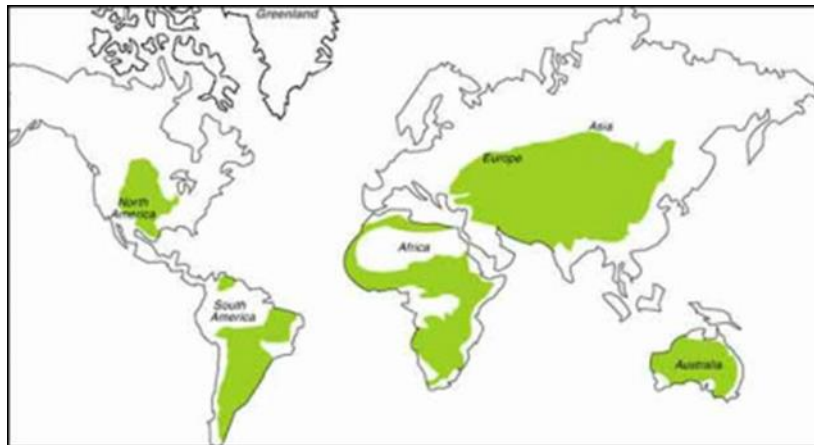 Greenland
Asia
Europe
North
America
Africa
South
America
Australia